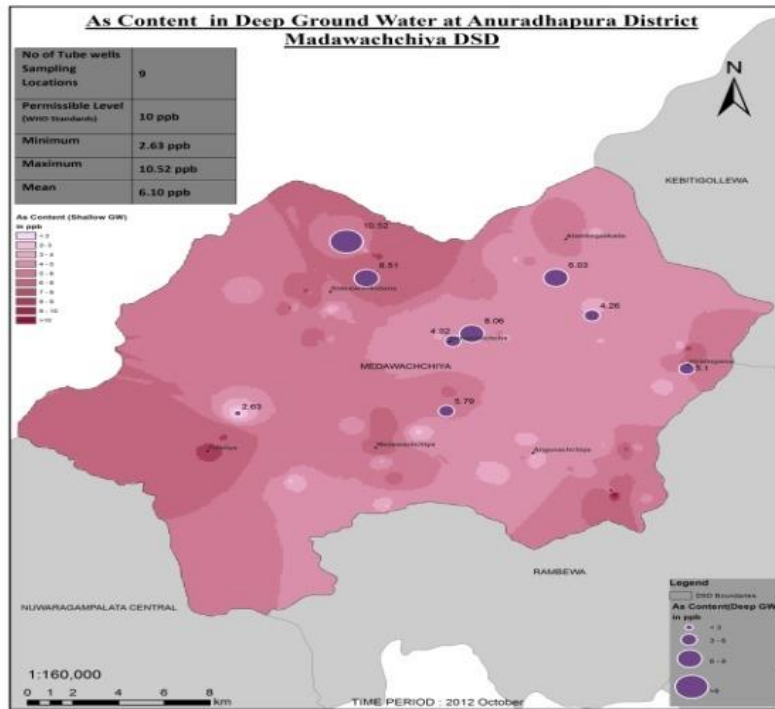 As Content in Deep Ground Water at Anuradhapura District
Madawachchiya DSD
No of Tube wells
Sampling
Locations
9
Permissible Level
(WHO Standards)
10 ppb
Minimum
2.63 ppb
Maximum
10.52 ppb
Mean
6.10 ppb
N
KEBITIGOLLEWA
As Content (Shallow GW)
in ppb
10.52
8.51
6.03
4.26
8.06
4.92
MEDAWACHCHIYA
5.1
2.63
5.79
RAMBEWA
NUWARAGAMPALATA CENTRAL
Legend
DSD Boundaries
As Content(Deep GW)
in ppb
1:160,000
0 1 2 4 6 8
km
TIME PERIOD : 2012 October